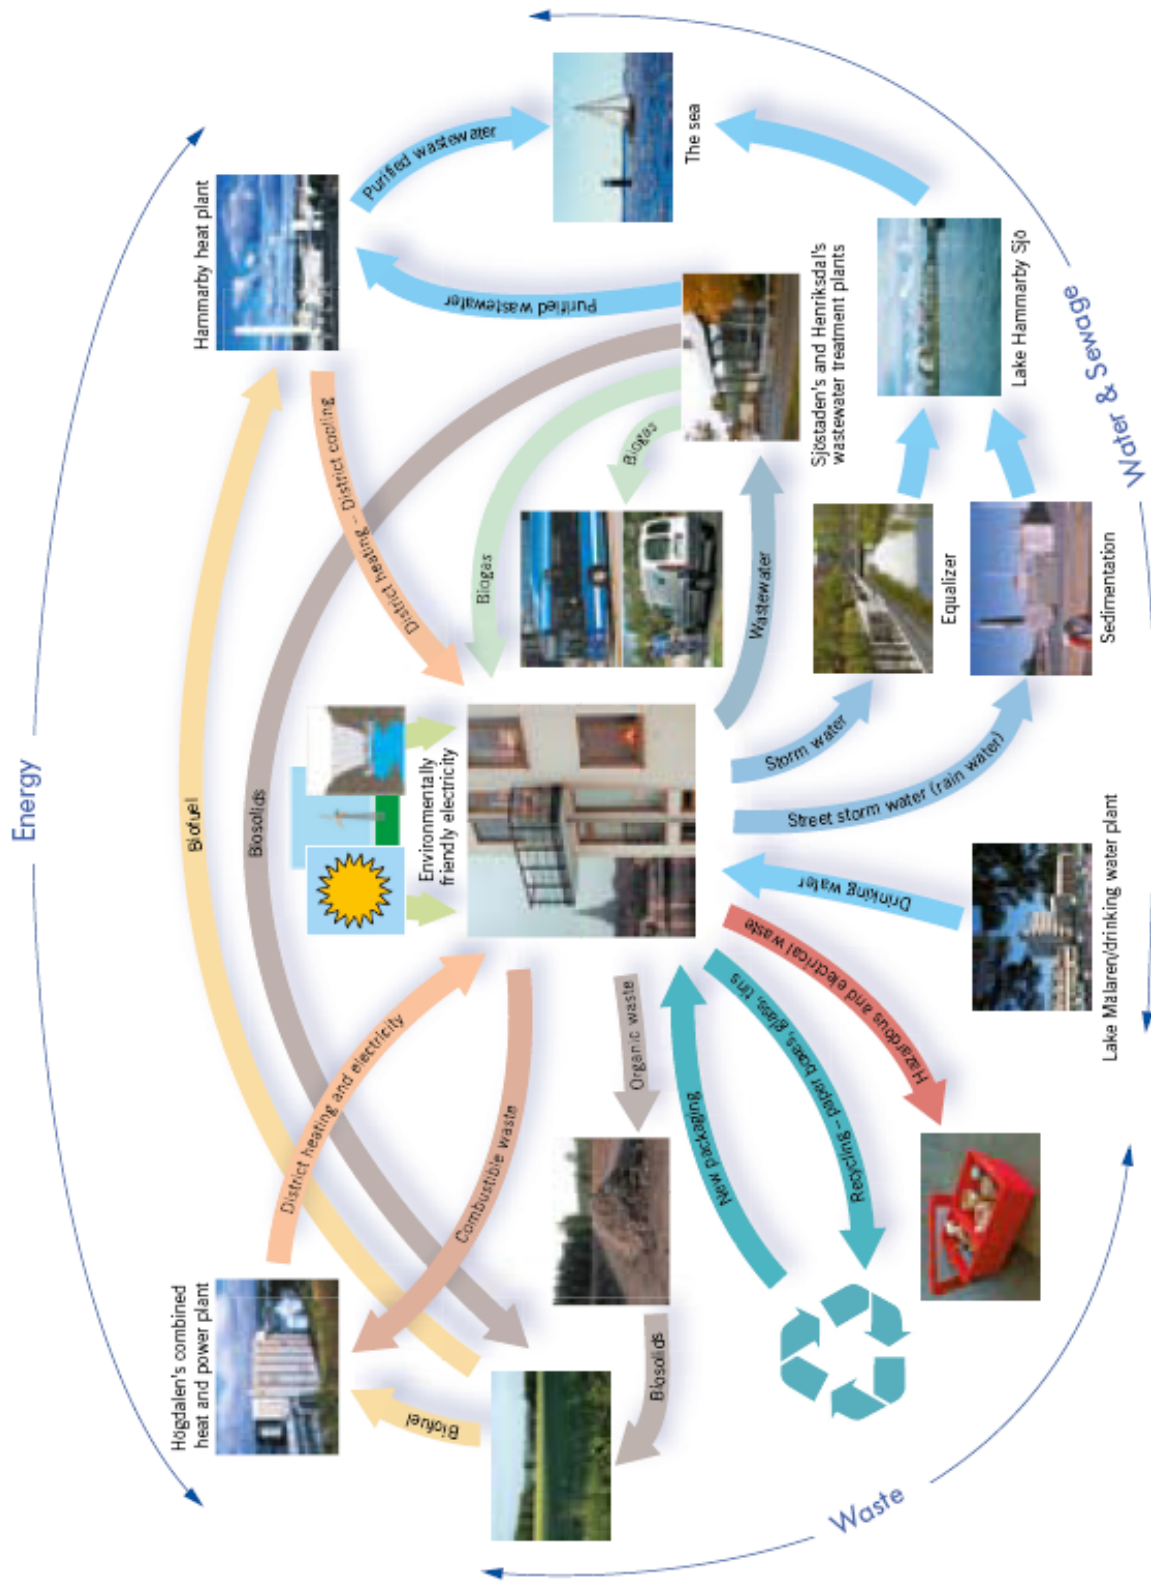 Energy
Högdalen's combined
heat and power plant
Hammarby heat plant
Biofuel
Biofuel
Biosolids
District heating and electricity
District heating – District cooling
Purified wastewater
Purified wastewater
Environmentally
friendly electricity
Combustible waste
Biogas
Biogas
The sea
Organic waste
Biosolids
Sjöstaden's and Henriksdal's
wastewater treatment plants
New packaging
Recycling – paper boxes, glass, tins
Hazardous and electrical waste
Drinking water
Street storm water (rain water)
Storm water
Wastewater
Equalizer
Lake Hammarby Sjö
Sedimentation
Lake Mälaren/drinking water plant
Waste
Water & Sewage